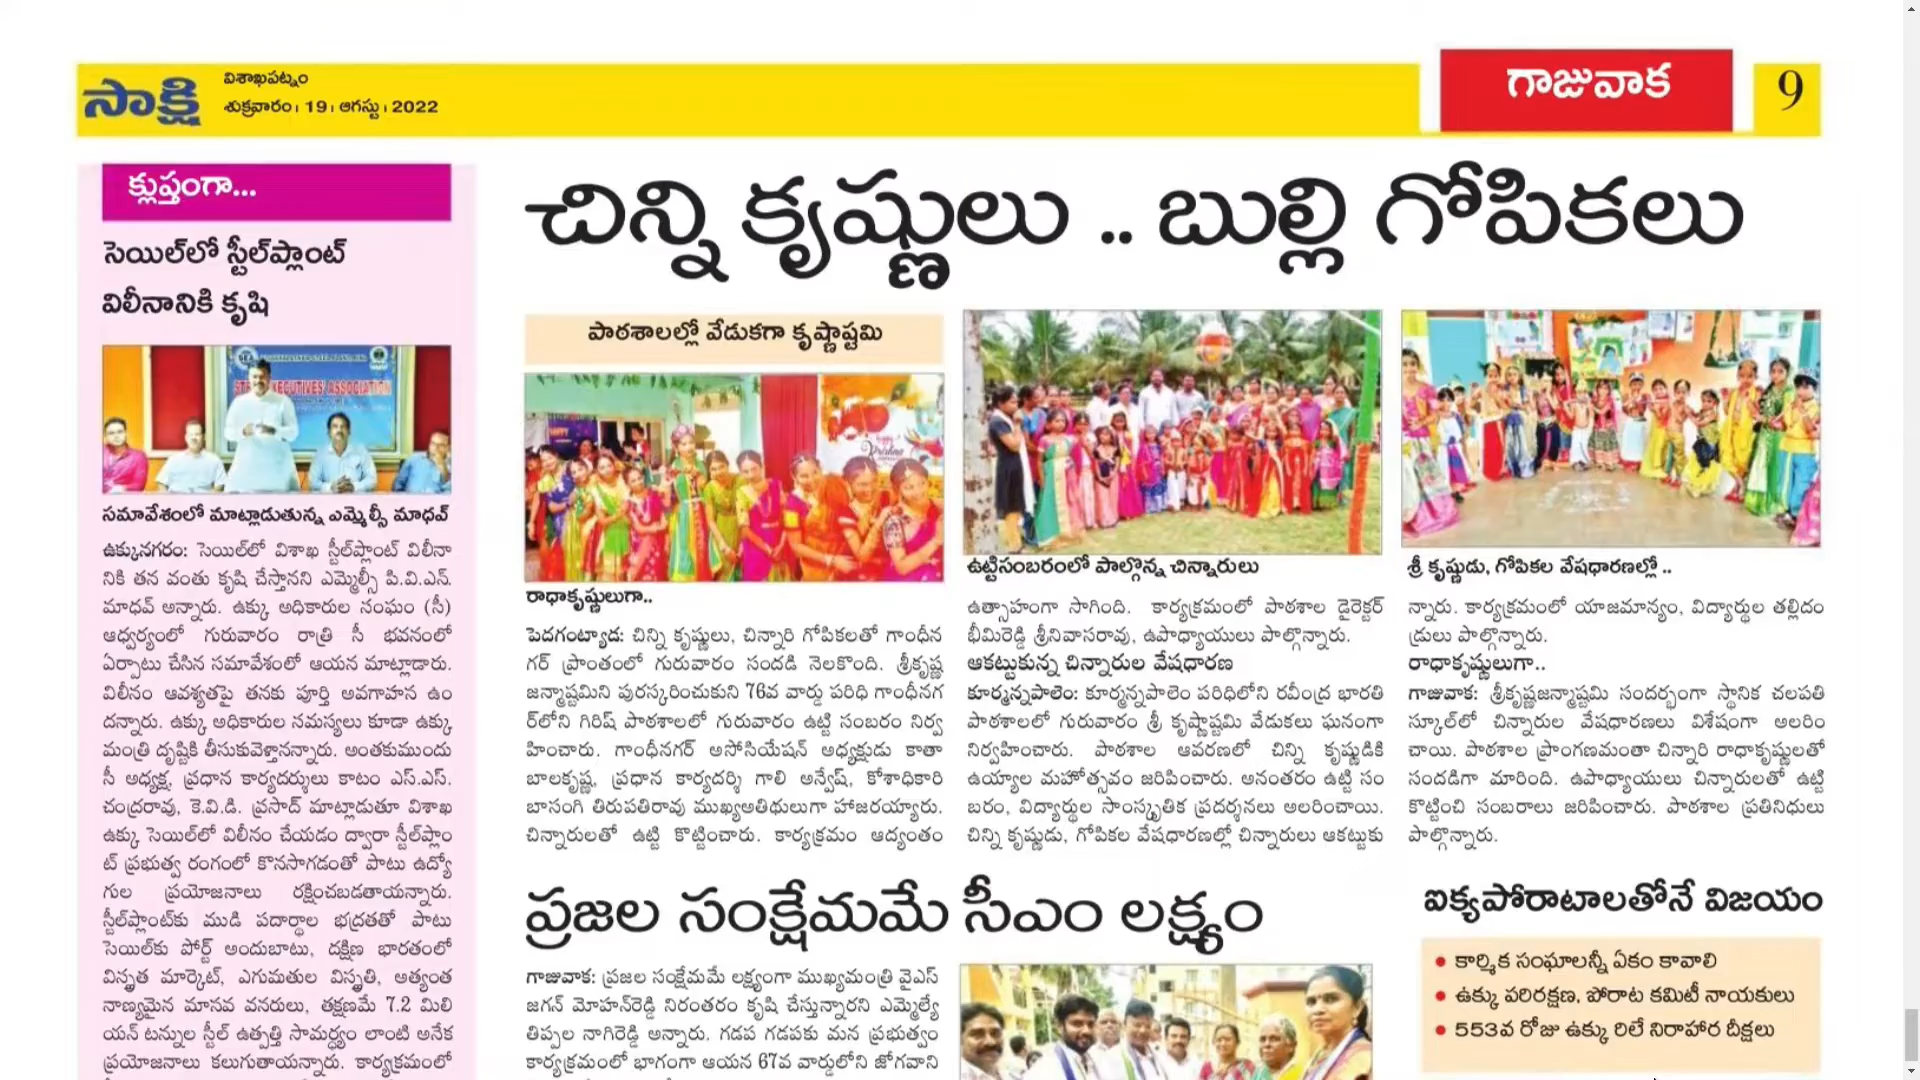 సాక్షి
విశాఖపట్నం
శుక్రవారం। 19। ఆగస్టు। 2022
గాజువాక
9
క్లుప్తంగా...
సెయిల్‌లో స్టీల్‌ప్లాంట్
విలీనానికి కృషి
STEEL EXECUTIVES' ASSOCIATION
సమావేశంలో మాట్లాడుతున్న ఎమ్మెల్సీ మాధవ్
ఉక్కునగరం: సెయిల్‌లో విశాఖ స్టీల్‌ప్లాంట్ విలీనా
నికి తన వంతు కృషి చేస్తానని ఎమ్మెల్సీ పి.వి.ఎన్.
మాధవ్ అన్నారు. ఉక్కు అధికారుల సంఘం (సీ)
ఆధ్వర్యంలో గురువారం రాత్రి సీ భవనంలో
ఏర్పాటు చేసిన సమావేశంలో ఆయన మాట్లాడారు.
విలీనం ఆవశ్యతపై తనకు పూర్తి అవగాహన ఉం
దన్నారు. ఉక్కు అధికారుల సమస్యలు కూడా ఉక్కు
మంత్రి దృష్టికి తీసుకువెళ్తానన్నారు. అంతకుముందు
సీ అధ్యక్ష, ప్రధాన కార్యదర్శులు కాటం ఎస్.ఎస్.
చంద్రరావు, కె.వి.డి. ప్రసాద్ మాట్లాడుతూ విశాఖ
ఉక్కు సెయిల్‌లో విలీనం చేయడం ద్వారా స్టీల్‌ప్లాం
ట్ ప్రభుత్వ రంగంలో కొనసాగడంతో పాటు ఉద్యో
గుల ప్రయోజనాలు రక్షించబడతాయన్నారు.
స్టీల్‌ప్లాంట్‌కు ముడి పదార్థాల భద్రతతో పాటు
సెయిల్‌కు పోర్ట్ అందుబాటు, దక్షిణ భారతంలో
విస్తృత మార్కెట్, ఎగుమతుల విస్తృతి, అత్యంత
నాణ్యమైన మానవ వనరులు, తక్షణమే 7.2 మిలి
యన్ టన్నుల స్టీల్ ఉత్పత్తి సామర్ధ్యం లాంటి అనేక
ప్రయోజనాలు కలుగుతాయన్నారు. కార్యక్రమంలో
చిన్ని కృష్ణులు .. బుల్లి గోపికలు
పాఠశాలల్లో వేడుకగా కృష్ణాష్టమి
రాధాకృష్ణులుగా..
పెదగంట్యాడ: చిన్ని కృష్ణులు, చిన్నారి గోపికలతో గాంధీన
గర్ ప్రాంతంలో గురువారం సందడి నెలకొంది. శ్రీకృష్ణ
జన్మాష్టమిని పురస్కరించుకుని 76వ వార్డు పరిధి గాంధీనగ
ర్‌లోని గిరిష్ పాఠశాలలో గురువారం ఉట్టి సంబరం నిర్వ
హించారు. గాంధీనగర్ అసోసియేషన్ అధ్యక్షుడు కాతా
బాలకృష్ణ, ప్రధాన కార్యదర్శి గాలి అన్వేష్, కోశాధికారి
బాసంగి తిరుపతిరావు ముఖ్యఅతిథులుగా హాజరయ్యారు.
చిన్నారులతో ఉట్టి కొట్టించారు. కార్యక్రమం ఆద్యంతం
ఉట్టిసంబరంలో పాల్గొన్న చిన్నారులు
ఉత్సాహంగా సాగింది. కార్యక్రమంలో పాఠశాల డైరెక్టర్
భీమిరెడ్డి శ్రీనివాసరావు, ఉపాధ్యాయులు పాల్గొన్నారు.
ఆకట్టుకున్న చిన్నారుల వేషధారణ
కూర్మన్నపాలెం: కూర్మన్నపాలెం పరిధిలోని రవీంద్ర భారతి
పాఠశాలలో గురువారం శ్రీ కృష్ణాష్టమి వేడుకలు ఘనంగా
నిర్వహించారు. పాఠశాల ఆవరణలో చిన్ని కృష్ణుడికి
ఉయ్యాల మహోత్సవం జరిపించారు. అనంతరం ఉట్టి సం
బరం, విద్యార్థుల సాంస్కృతిక ప్రదర్శనలు అలరించాయి.
చిన్ని కృష్ణుడు, గోపికల వేషధారణల్లో చిన్నారులు ఆకట్టుకు
శ్రీ కృష్ణుడు, గోపికల వేషధారణల్లో ..
న్నారు. కార్యక్రమంలో యాజమాన్యం, విద్యార్థుల తల్లిదం
డ్రులు పాల్గొన్నారు.
రాధాకృష్ణులుగా..
గాజువాక: శ్రీకృష్ణజన్మాష్టమి సందర్భంగా స్థానిక చలపతి
స్కూల్‌లో చిన్నారుల వేషధారణలు విశేషంగా అలరిం
చాయి. పాఠశాల ప్రాంగణమంతా చిన్నారి రాధాకృష్ణులతో
సందడిగా మారింది. ఉపాధ్యాయులు చిన్నారులతో ఉట్టి
కొట్టించి సంబరాలు జరిపించారు. పాఠశాల ప్రతినిధులు
పాల్గొన్నారు.
ప్రజల సంక్షేమమే సీఎం లక్ష్యం
గాజువాక: ప్రజల సంక్షేమమే లక్ష్యంగా ముఖ్యమంత్రి వైఎస్
జగన్ మోహన్‌రెడ్డి నిరంతరం కృషి చేస్తున్నారని ఎమ్మెల్యే
తిప్పల నాగిరెడ్డి అన్నారు. గడప గడపకు మన ప్రభుత్వం
కార్యక్రమంలో భాగంగా ఆయన 67వ వార్డులోని జోగవాని
ఐక్యపోరాటాలతోనే విజయం
• కార్మిక సంఘాలన్నీ ఏకం కావాలి
• ఉక్కు పరిరక్షణ, పోరాట కమిటీ నాయకులు
• 553వ రోజు ఉక్కు రిలే నిరాహార దీక్షలు